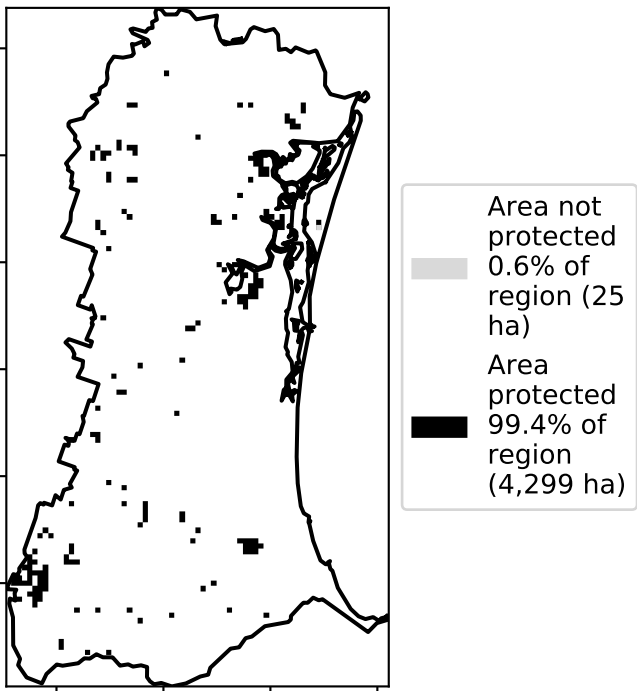 Area not
protected
0.6% of
region (25
ha)
Area
protected
99.4% of
region
(4,299 ha)